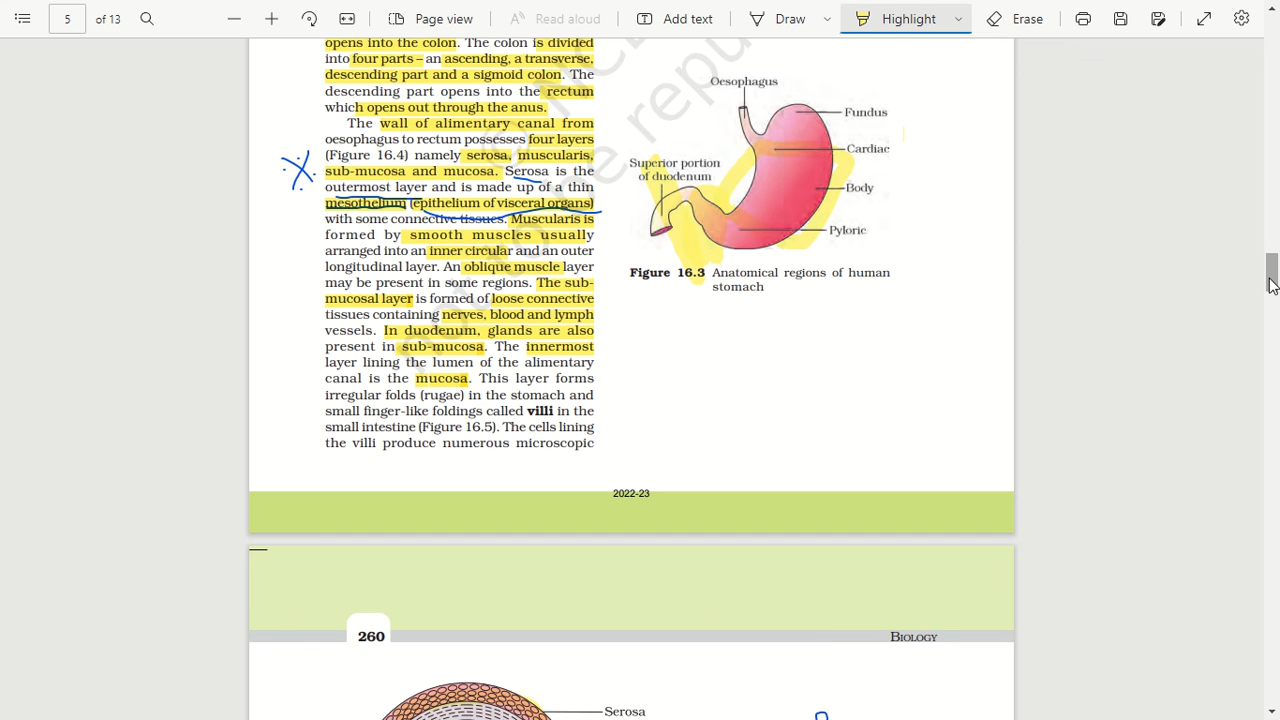 5 of 13 Page view Read aloud Add text Draw Highlight Erase
opens into the colon. The colon is divided
into four parts – an ascending, a transverse,
descending part and a sigmoid colon. The
descending part opens into the rectum
which opens out through the anus.
The wall of alimentary canal from
oesophagus to rectum possesses four layers
(Figure 16.4) namely serosa, muscularis,
sub-mucosa and mucosa. Serosa is the
outermost layer and is made up of a thin
mesothelium (epithelium of visceral organs)
with some connective tissues. Muscularis is
formed by smooth muscles usually
arranged into an inner circular and an outer
longitudinal layer. An oblique muscle layer
may be present in some regions. The sub-
mucosal layer is formed of loose connective
tissues containing nerves, blood and lymph
vessels. In duodenum, glands are also
present in sub-mucosa. The innermost
layer lining the lumen of the alimentary
canal is the mucosa. This layer forms
irregular folds (rugae) in the stomach and
small finger-like foldings called villi in the
small intestine (Figure 16.5). The cells lining
the villi produce numerous microscopic
Oesophagus
Fundus
Cardiac
Superior portion
of duodenum
Body
Pyloric
Figure 16.3 Anatomical regions of human
stomach
2022-23
260
BIOLOGY
Serosa